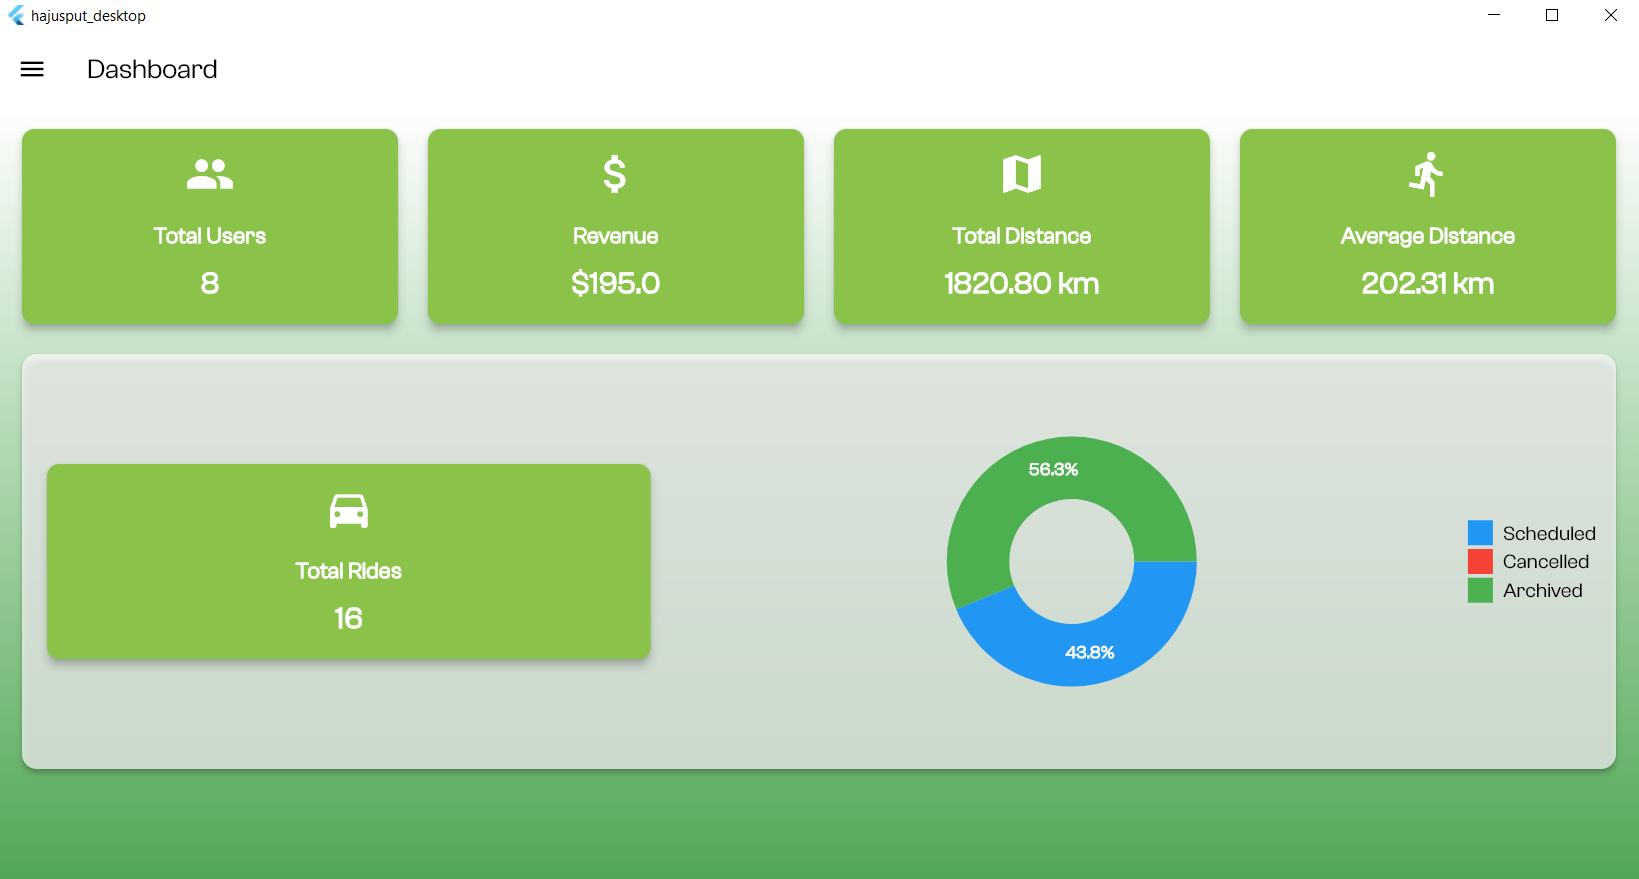 hajusput_desktop
Dashboard
Total Users
8
Revenue
$195.0
Total Distance
1820.80 km
Average Distance
202.31 km
Total Rides
16
56.3%
43.8%
Scheduled
Cancelled
Archived